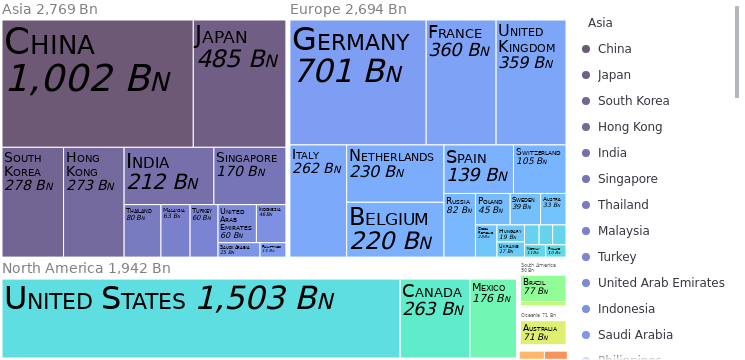 Asia 2,769 Bn
Europe 2,694 Bn
CHINA
1,002 BN
JAPAN
485 BN
SOUTH
KOREA
278 BN
HONG
KONG
273 BN
INDIA
212 BN
SINGAPORE
170 BN
THAILAND
80 BN
MALAYSIA
63 BN
TURKEY
60 BN
UNITED
ARAB
EMIRATES
60 BN
INDONESIA
SAUDI ARABIA
GERMANY
701 BN
FRANCE
360 BN
UNITED
KINGDOM
359 BN
ITALY
262 BN
NETHERLANDS
230 BN
BELGIUM
220 BN
SPAIN
139 BN
SWITZERLAND
105 BN
RUSSIA
82 BN
POLAND
45 BN
SWEDEN
39 BN
AUSTRIA
33 BN
HUNGARY
19 BN
UKRAINE
17 BN
North America 1,942 Bn
UNITED STATES 1,503 BN
CANADA
263 BN
MEXICO
176 BN
South America
BRAZIL
77 BN
Oceania 71 Bn
AUSTRALIA
71 BN
Asia
China
Japan
South Korea
Hong Kong
India
Singapore
Thailand
Malaysia
Turkey
United Arab Emirates
Indonesia
Saudi Arabia
Philippines